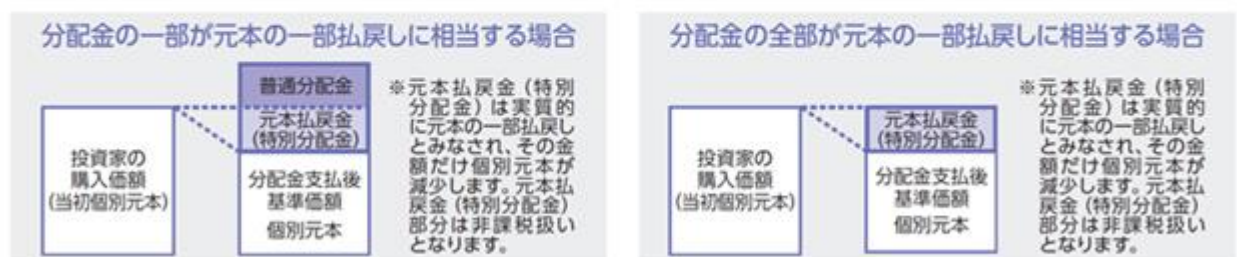 分配金の一部が元本の一部払戻しに相当する場合
普通分配金
元本払戻金
(特別分配金)
投資家の
購入価額
(当初個別元本)
分配金支払後
基準価額
個別元本
※元本払戻金(特別
分配金)は実質的
に元本の一部払戻し
とみなされ、その金
額だけ個別元本が
減少します。元本払
戻金(特別分配金)
部分は非課税扱い
となります。
分配金の全部が元本の一部払戻しに相当する場合
元本払戻金
(特別分配金)
投資家の
購入価額
(当初個別元本)
分配金支払後
基準価額
個別元本
※元本払戻金(特別
分配金)は実質的
に元本の一部払戻し
とみなされ、その金
額だけ個別元本が
減少します。元本払
戻金(特別分配金)
部分は非課税扱い
となります。